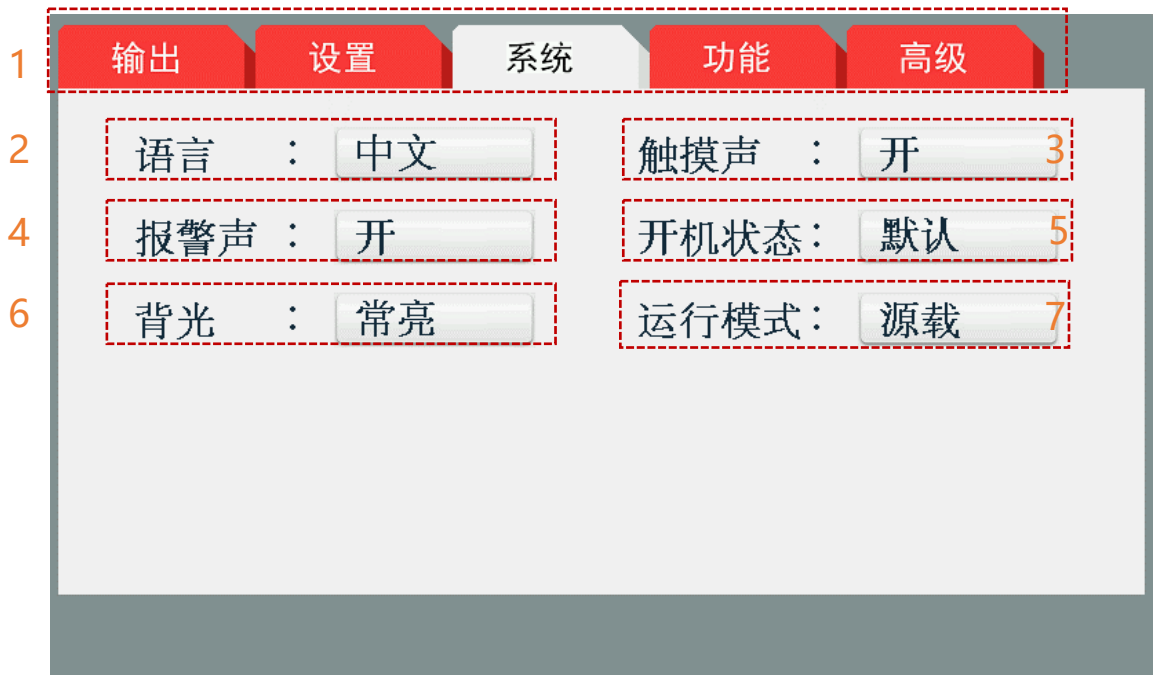 1 输出 设置 系统 功能 高级
2 语言 : 中文 触摸声 : 开 3
4 报警声 : 开 开机状态 : 默认 5
6 背光 : 常亮 运行模式 : 源载 7